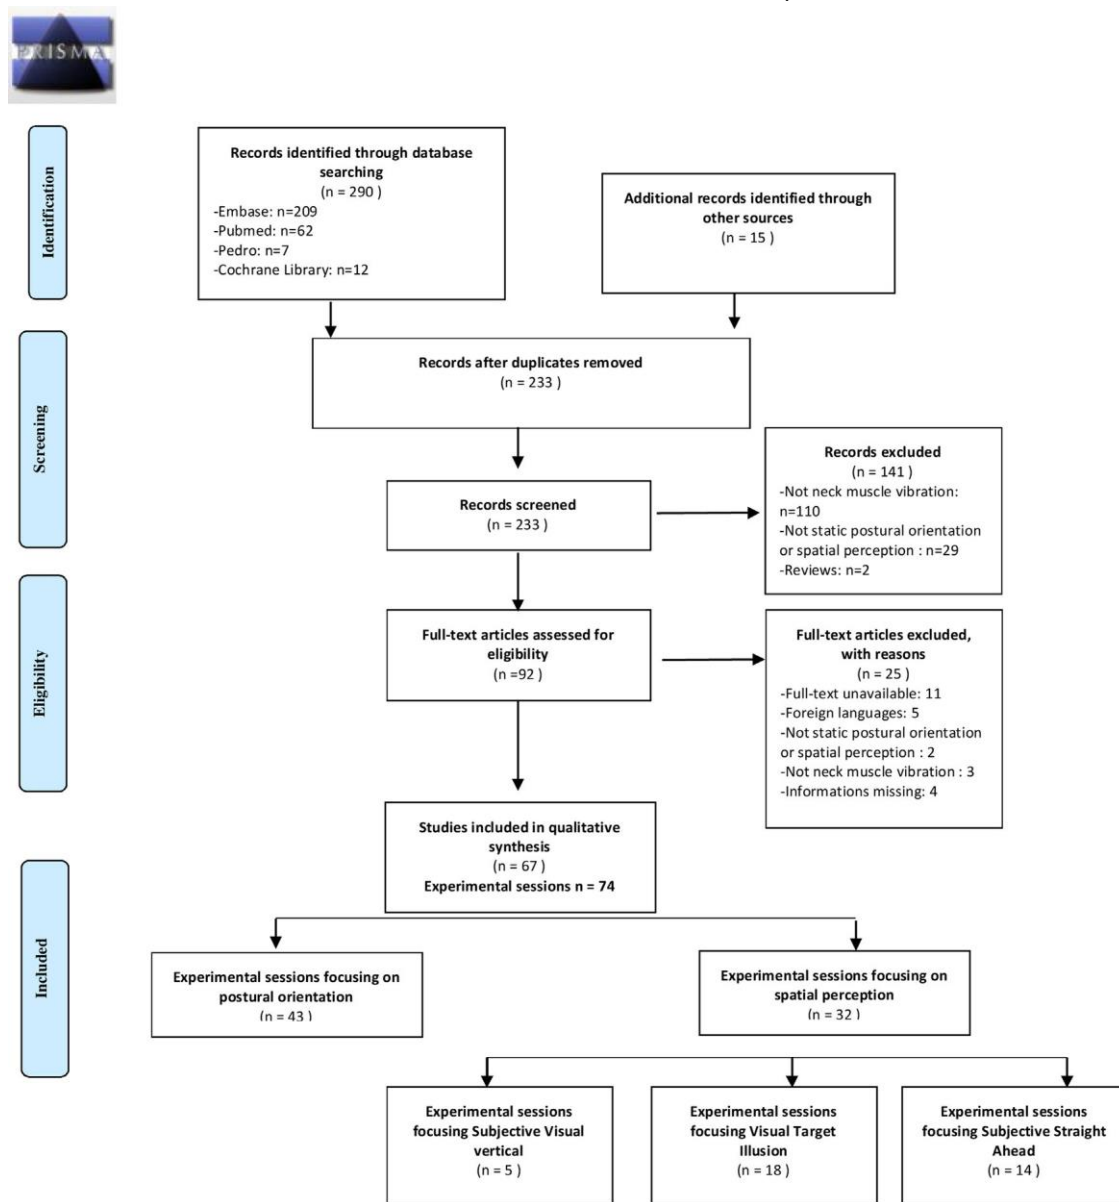 PRISMA
Identification
Records identified through database
searching
(n = 290 )
-Embase: n=209
-Pubmed: n=62
-Pedro: n=7
-Cochrane Library: n=12
Additional records identified through
other sources
(n = 15 )
Screening
Records after duplicates removed
(n = 233 )
Records screened
(n = 233 )
Records excluded
(n = 141 )
-Not neck muscle vibration:
n=110
-Not static postural orientation
or spatial perception : n=29
-Reviews: n=2
Eligibility
Full-text articles assessed for
eligibility
(n =92 )
Full-text articles excluded,
with reasons
(n = 25 )
-Full-text unavailable: 11
-Foreign languages: 5
-Not static postural orientation
or spatial perception : 2
-Not neck muscle vibration : 3
-Informations missing: 4
Included
Studies included in qualitative
synthesis
(n = 67 )
Experimental sessions n = 74
Experimental sessions focusing on
postural orientation
(n = 43)
Experimental sessions focusing on
spatial perception
(n = 32)
Experimental sessions
focusing Subjective Visual
vertical
(n = 5 )
Experimental sessions
focusing Visual Target
Illusion
(n = 18 )
Experimental sessions
focusing Subjective Straight
Ahead
(n = 14 )